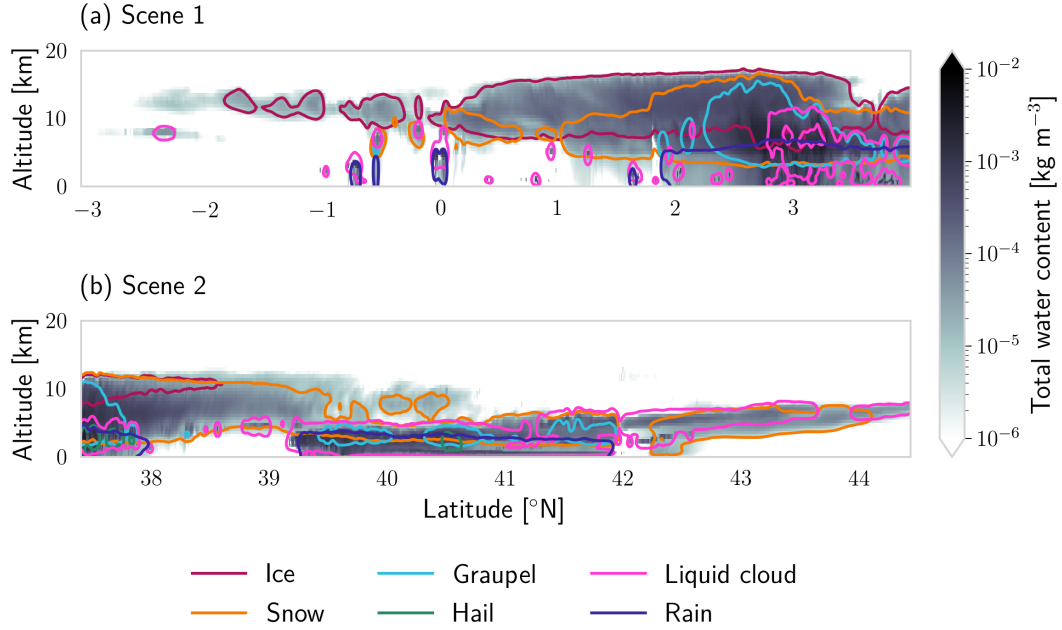 (a) Scene 1
20
10
0
Altitude [km]
−3 −2 −1 0 1 2 3
(b) Scene 2
20
10
0
Altitude [km]
38 39 40 41 42 43 44
Latitude [°N]
10⁻²
10⁻³
10⁻⁴
10⁻⁵
10⁻⁶
Total water content [kg m⁻³]
Ice Graupel Liquid cloud
Snow Hail Rain